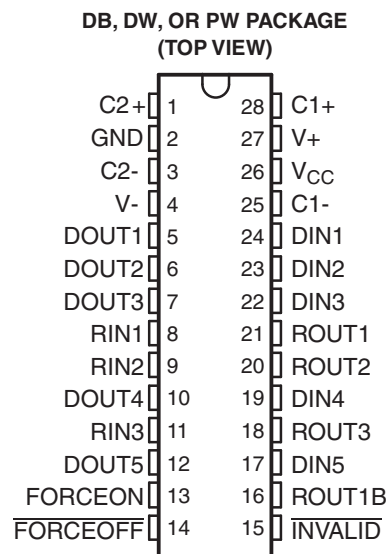 DB, DW, OR PW PACKAGE
(TOP VIEW)
C2+ 1 28 C1+
GND 2 27 V+
C2- 3 26 VCC
V- 4 25 C1-
DOUT1 5 24 DIN1
DOUT2 6 23 DIN2
DOUT3 7 22 DIN3
RIN1 8 21 ROUT1
RIN2 9 20 ROUT2
DOUT4 10 19 DIN4
RIN3 11 18 ROUT3
DOUT5 12 17 DIN5
FORCEON 13 16 ROUT1B
FORCEOFF 14 15 INVALID